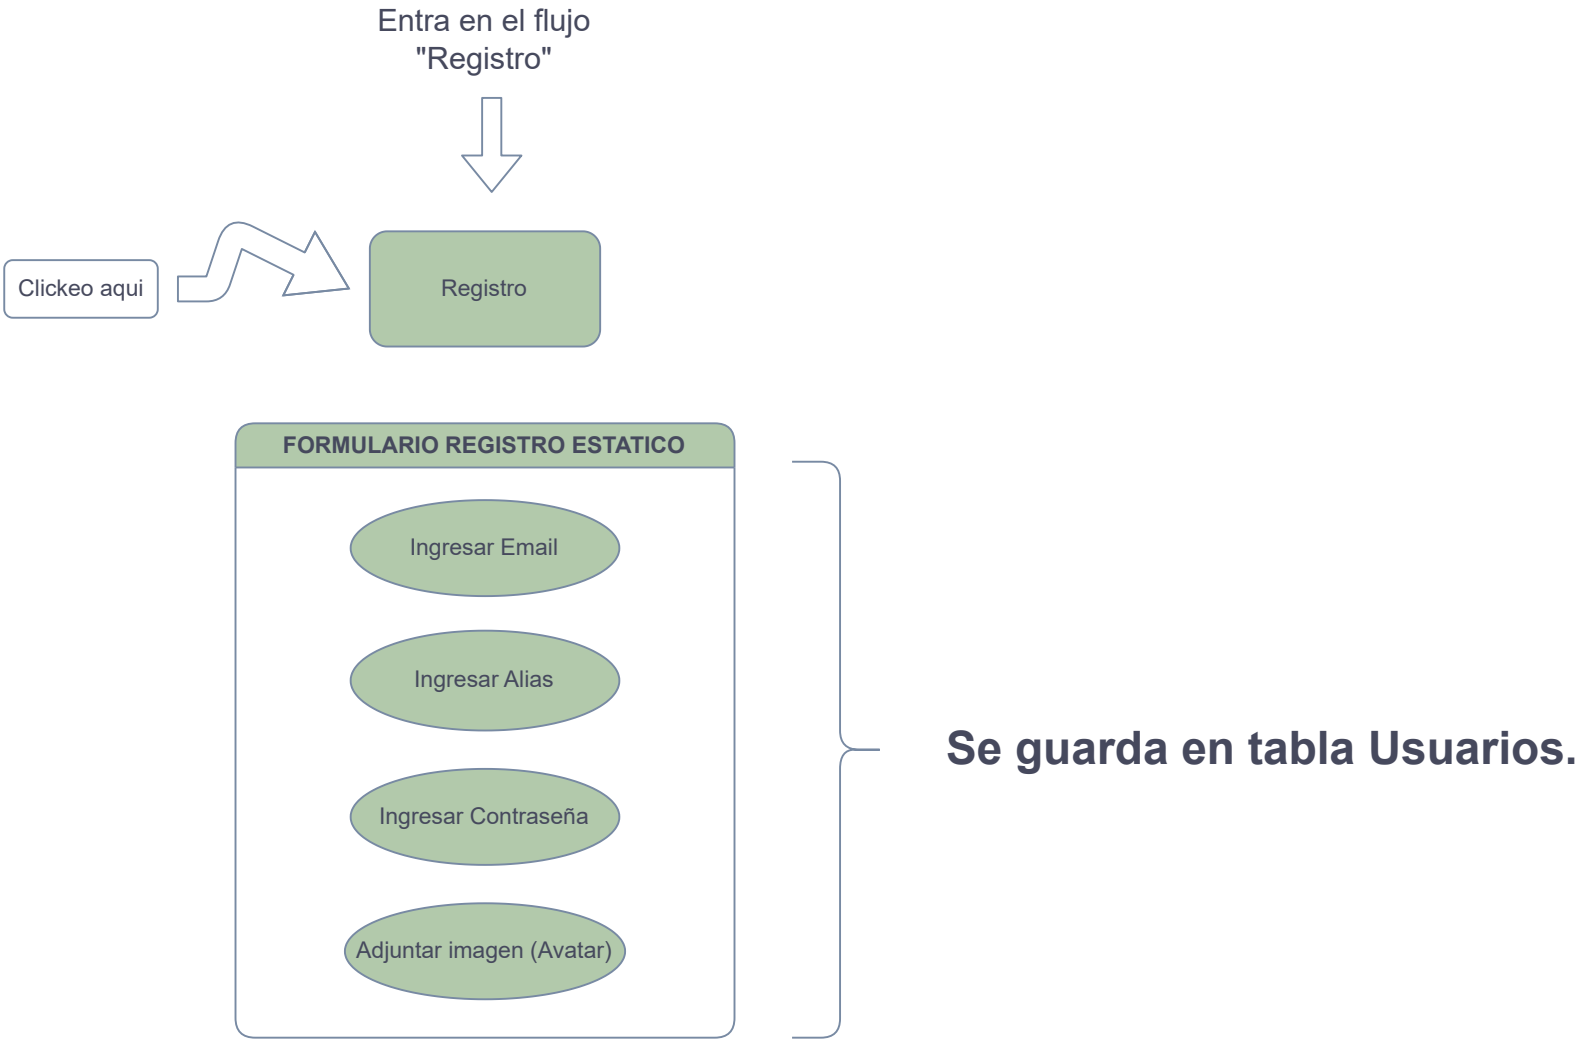 Entra en el flujo
"Registro"
Clickeo aqui
Registro
FORMULARIO REGISTRO ESTATICO
Ingresar Email
Ingresar Alias
Ingresar Contraseña
Adjuntar imagen (Avatar)
Se guarda en tabla Usuarios.